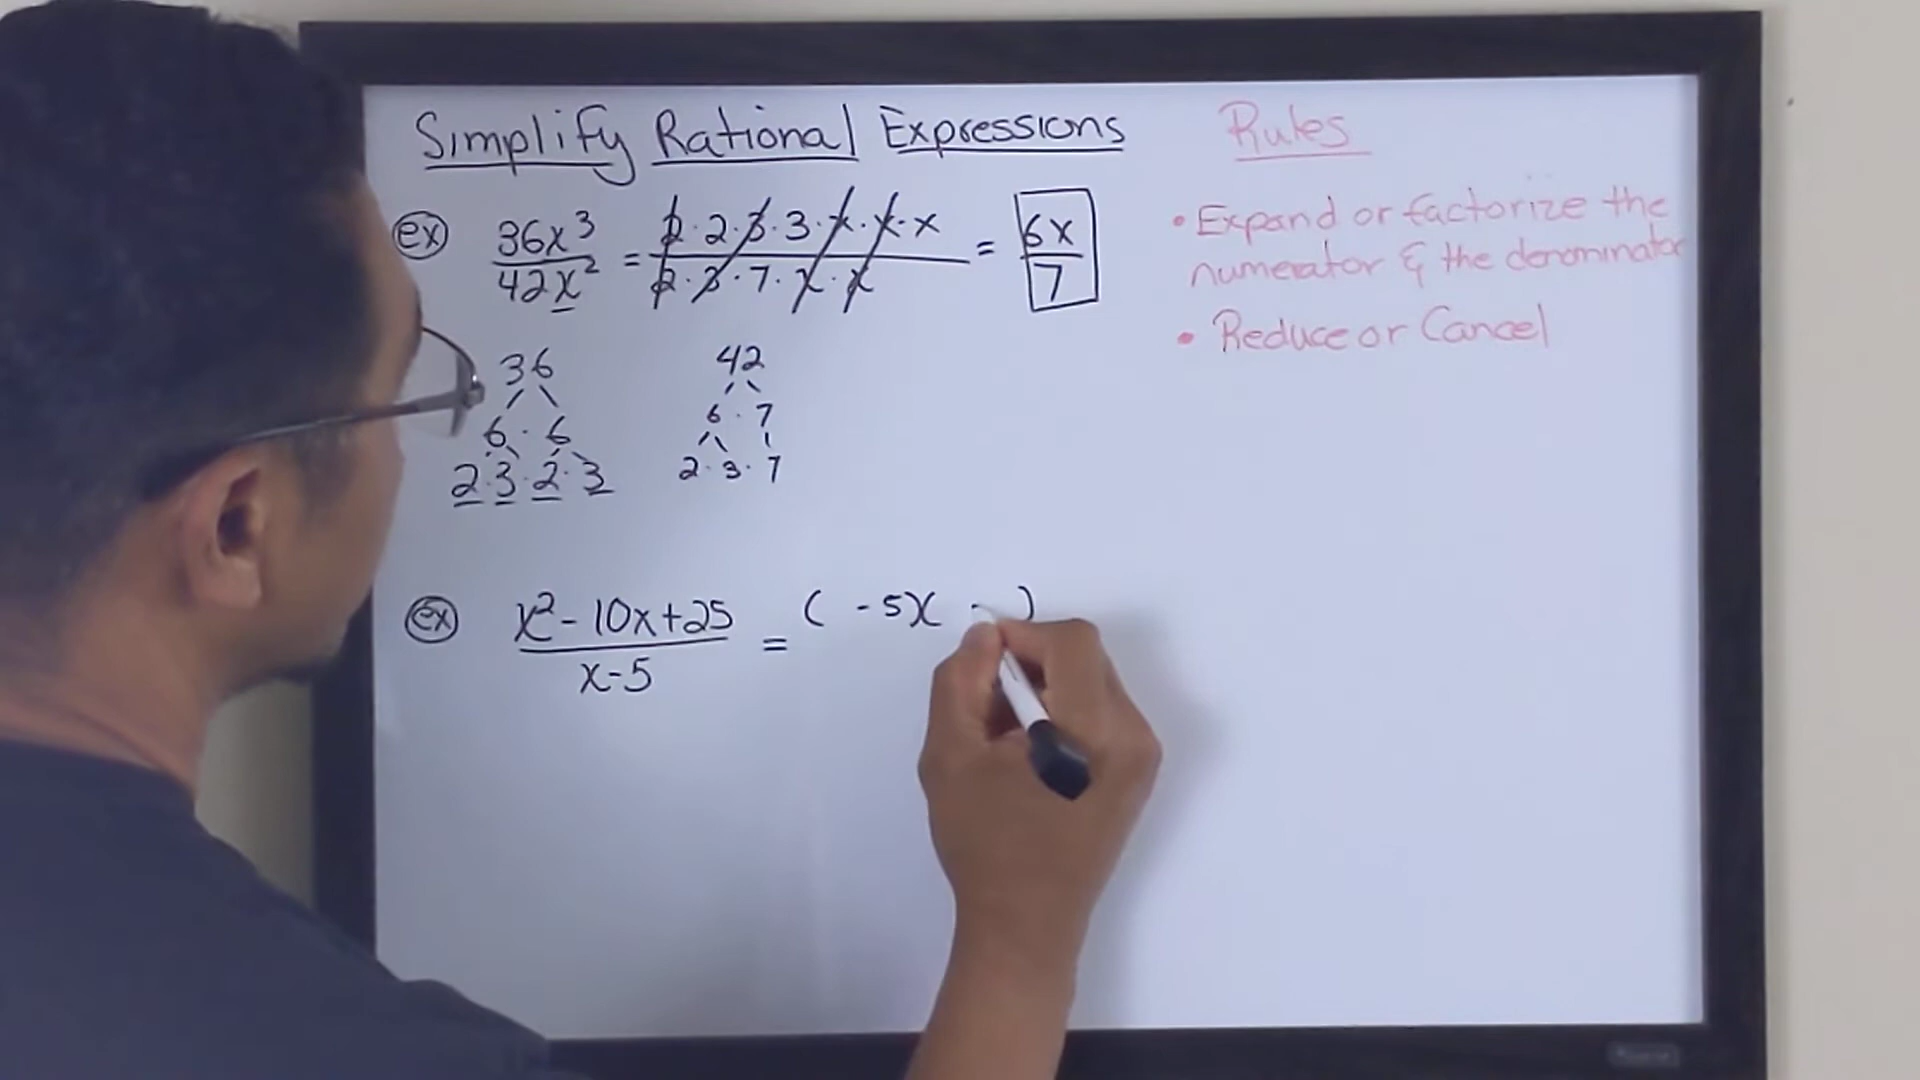 Simplify Rational Expressions
ex 36x³/42x² = 2·2·3·3·x·x·x/2·3·7·x·x = 6x/7
36
6 · 6
2·3·2·3
42
6 · 7
2·3·7
ex x²-10x+25/x-5 = ( -5)( - )
Rules
• Expand or factorize the
numerator & the denominator
• Reduce or Cancel